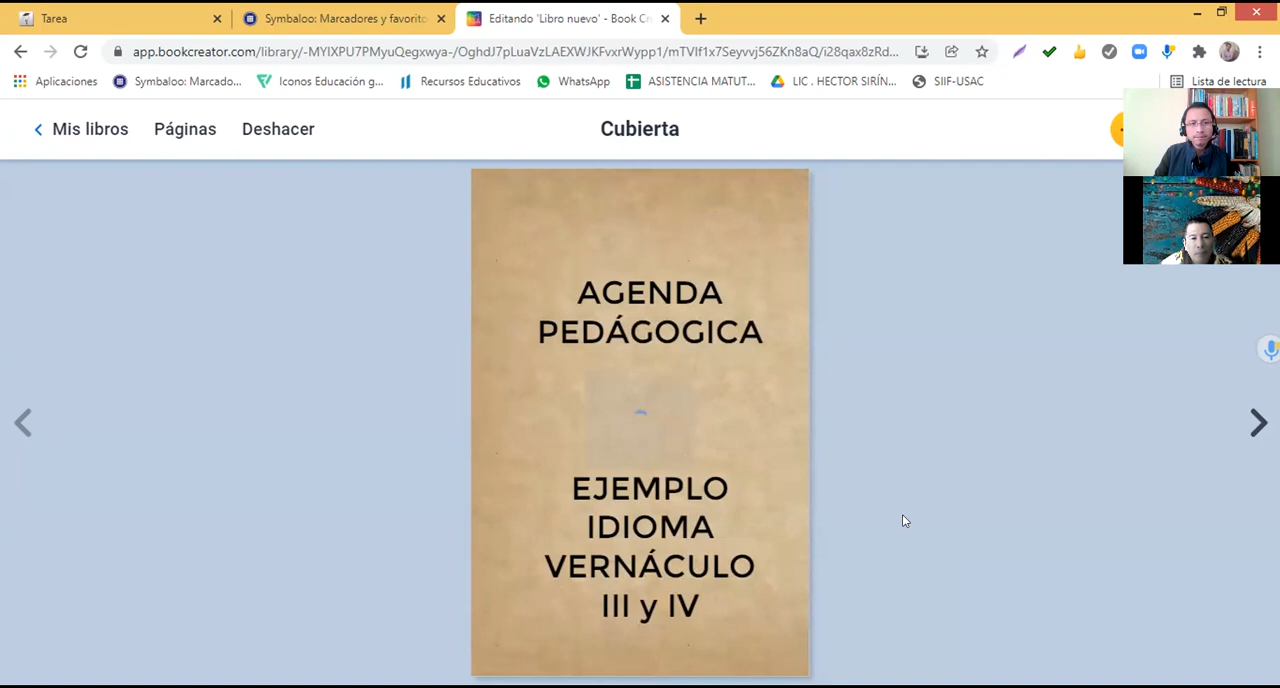 Tarea
Symbaloo: Marcadores y favorito
Editando 'Libro nuevo' - Book Cr
app.bookcreator.com/library/-MYIXPU7PMyuQegxwya-/OghdJ7pLuaVzLAEXWJKFvxrWypp1/mTVIf1x7Seyvvj56ZKn8aQ/i28qax8zRd...
Aplicaciones Symbaloo: Marcado... Iconos Educación g... Recursos Educativos WhatsApp ASISTENCIA MATUT... LIC . HECTOR SIRÍN... SIIF-USAC Lista de lectura
Mis libros Páginas Deshacer Cubierta
AGENDA
PEDÁGOGICA
EJEMPLO
IDIOMA
VERNÁCULO
III y IV